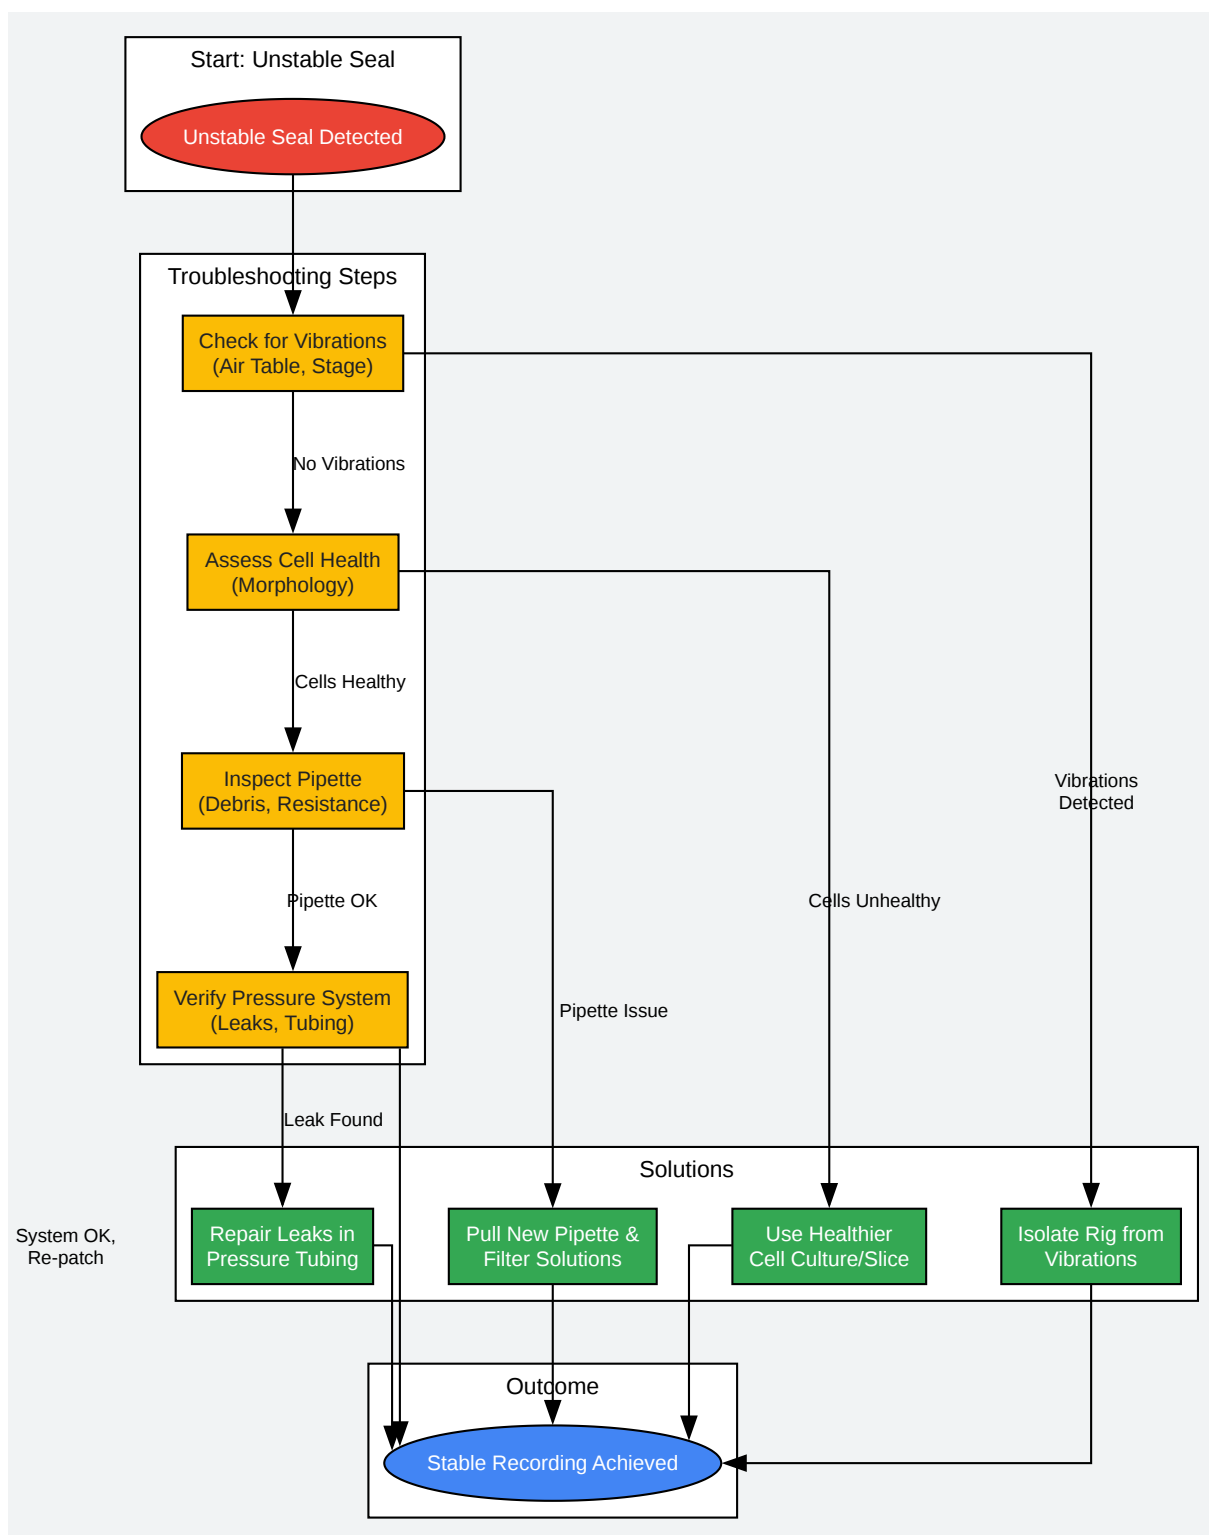 Start: Unstable Seal
Unstable Seal Detected
Troubleshooting Steps
Check for Vibrations
(Air Table, Stage)
No Vibrations
Assess Cell Health
(Morphology)
Cells Healthy
Inspect Pipette
(Debris, Resistance)
Vibrations
Detected
Pipette OK
Cells Unhealthy
Verify Pressure System
(Leaks, Tubing)
Pipette Issue
Leak Found
Solutions
System OK,
Re-patch
Repair Leaks in
Pressure Tubing
Pull New Pipette &
Filter Solutions
Use Healthier
Cell Culture/Slice
Isolate Rig from
Vibrations
Outcome
Stable Recording Achieved